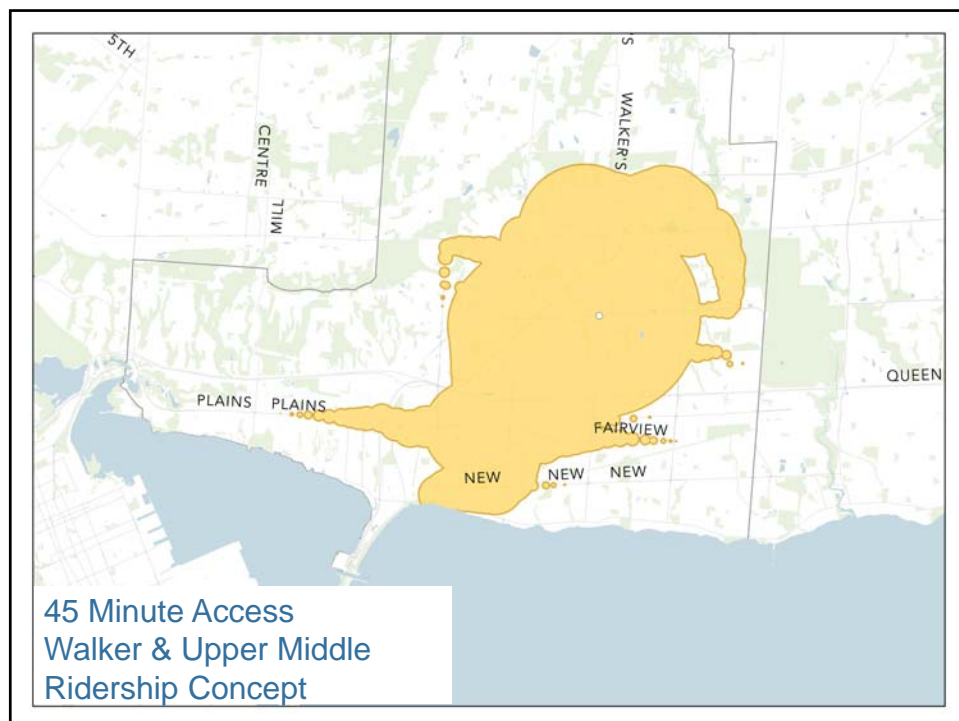 5TH
'S
WALKER'S
CENTRE
MILL
QUEEN
PLAINS PLAINS
FAIRVIEW
NEW NEW NEW
45 Minute Access
Walker & Upper Middle
Ridership Concept